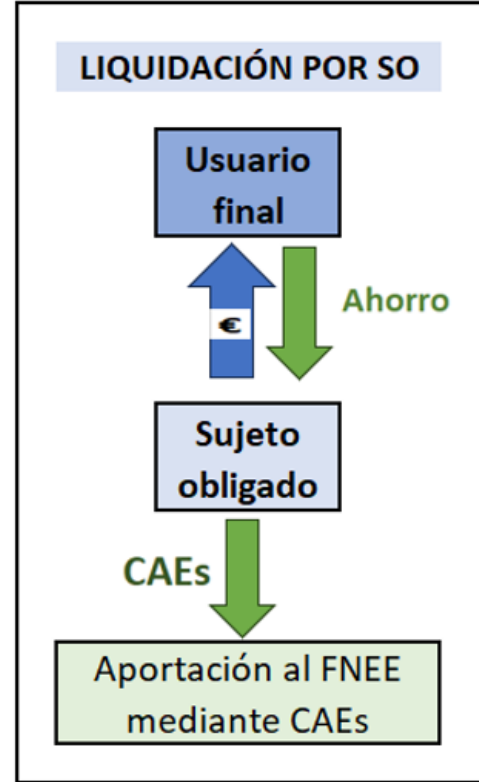 LIQUIDACIÓN POR SO
Usuario
final
€
Ahorro
Sujeto
obligado
CAEs
Aportación al FNEE
mediante CAEs